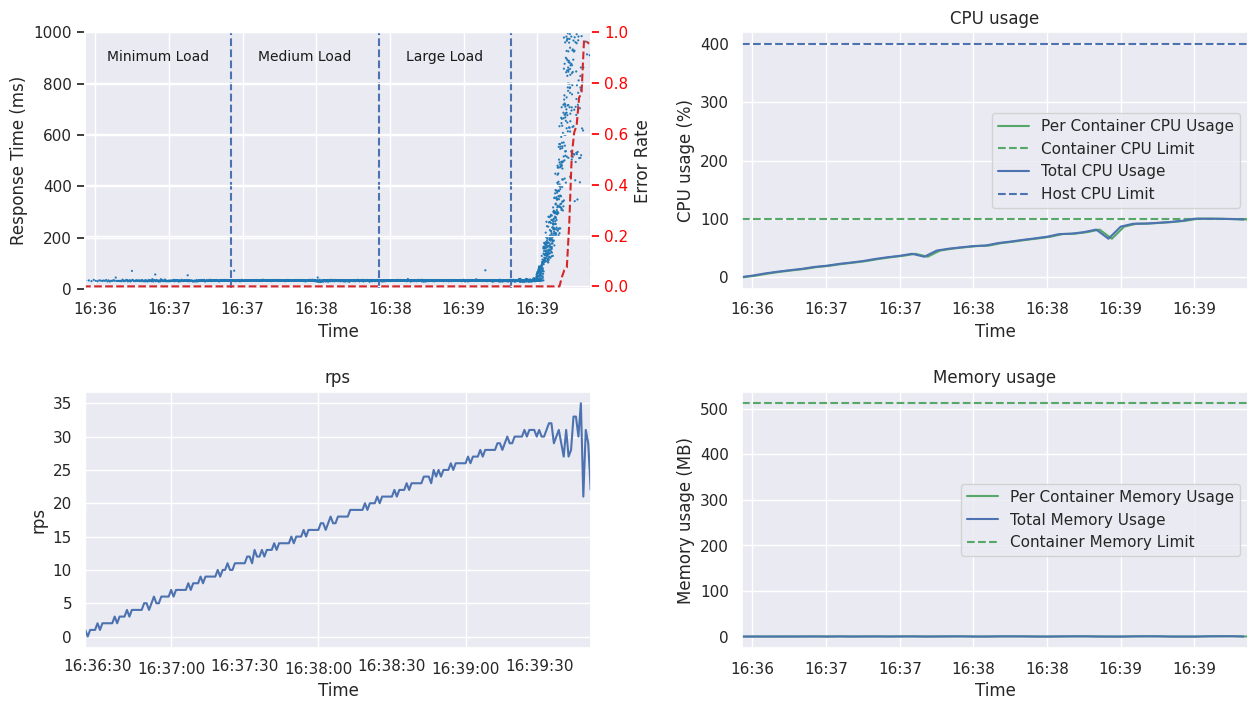 1000
800
600
400
200
0
Response Time (ms)
Minimum Load
Medium Load
Large Load
1.0
0.8
0.6
0.4
0.2
0.0
Error Rate
16:36 16:37 16:37 16:38 16:38 16:39 16:39
Time
CPU usage
400
300
200
100
0
CPU usage (%)
Per Container CPU Usage
Container CPU Limit
Total CPU Usage
Host CPU Limit
16:36 16:37 16:37 16:38 16:38 16:39 16:39
Time
rps
35
30
25
20
15
10
5
0
rps
16:36:30 16:37:00 16:37:30 16:38:00 16:38:30 16:39:00 16:39:30
Time
Memory usage
500
400
300
200
100
0
Memory usage (MB)
Per Container Memory Usage
Total Memory Usage
Container Memory Limit
16:36 16:37 16:37 16:38 16:38 16:39 16:39
Time